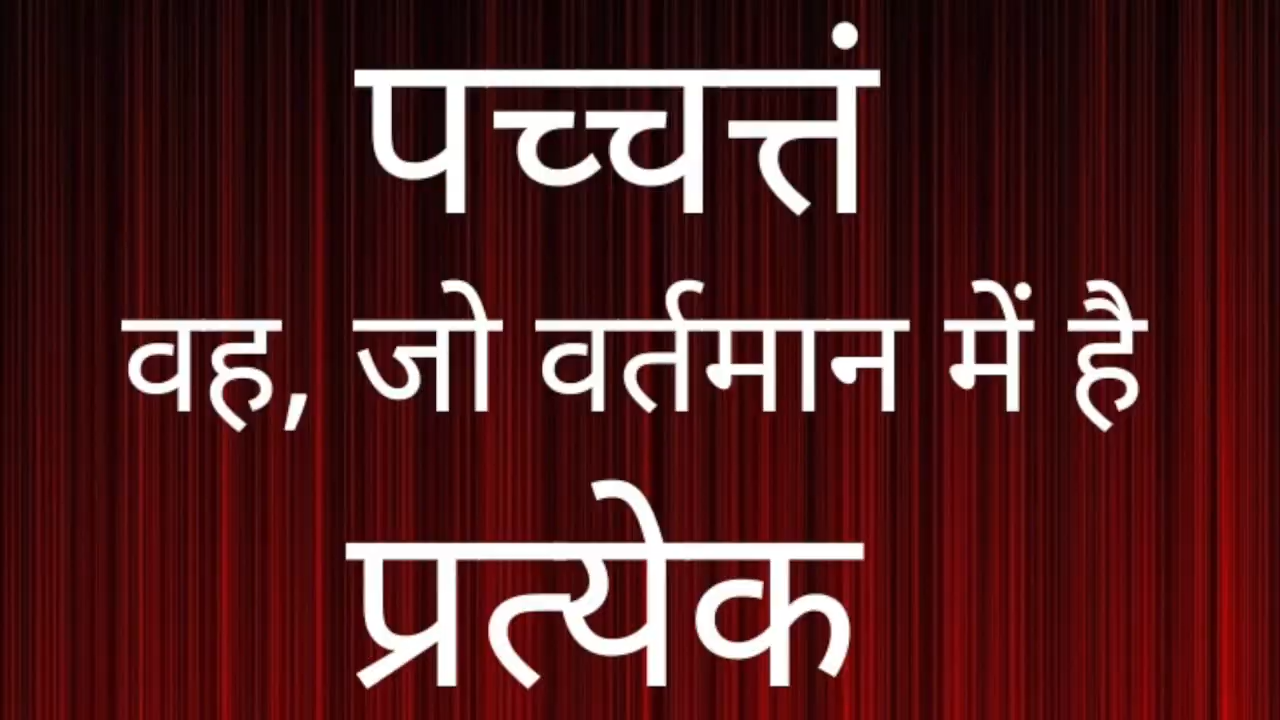 पच्चत्तं
वह, जो वर्तमान में है
प्रत्येक